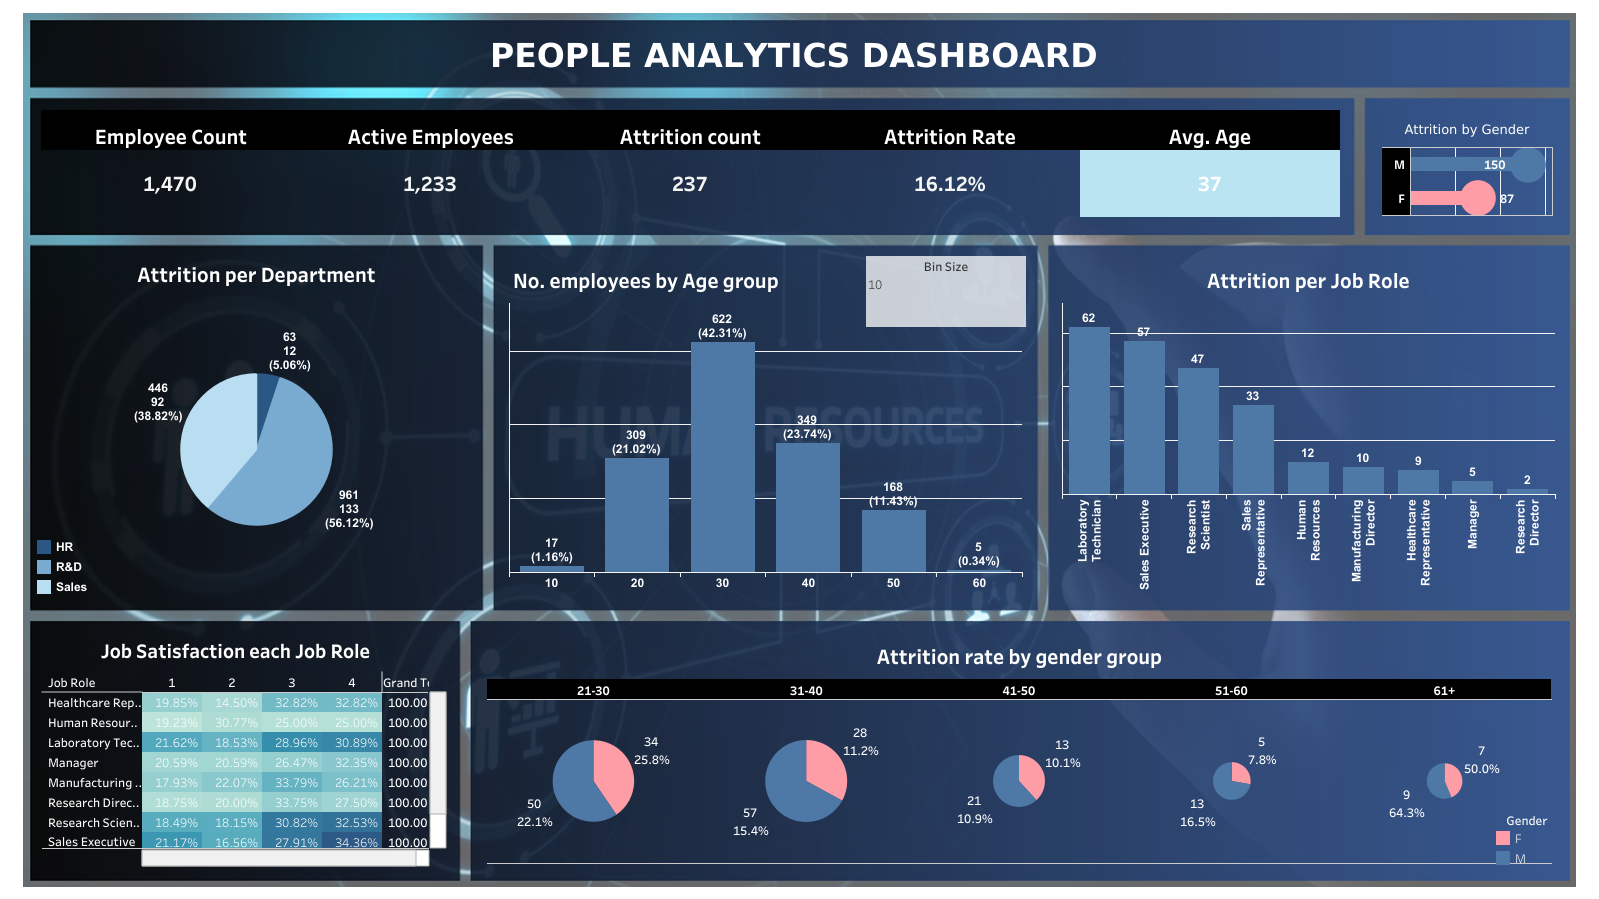 PEOPLE ANALYTICS DASHBOARD
Employee Count Active Employees Attrition count Attrition Rate Avg. Age
1,470 1,233 237 16.12% 37
Attrition by Gender
M 150
F 87
Attrition per Department
63
12
(5.06%)
446
92
(38.82%)
961
133
(56.12%)
HR
R&D
Sales
No. employees by Age group
Bin Size
10
17
(1.16%)
309
(21.02%)
622
(42.31%)
349
(23.74%)
168
(11.43%)
5
(0.34%)
10 20 30 40 50 60
HUMAN RESOURCES
Attrition per Job Role
62 57 47 33 12 10 9 5 2
Laboratory
Technician
Sales Executive
Research
Scientist
Sales
Representative
Human
Resources
Manufacturing
Director
Healthcare
Representative
Manager
Research
Director
Job Satisfaction each Job Role
Job Role 1 2 3 4 Grand To
Healthcare Rep.. 19.85% 14.50% 32.82% 32.82% 100.00
Human Resour.. 19.23% 30.77% 25.00% 25.00% 100.00
Laboratory Tec.. 21.62% 18.53% 28.96% 30.89% 100.00
Manager 20.59% 20.59% 26.47% 32.35% 100.00
Manufacturing .. 17.93% 22.07% 33.79% 26.21% 100.00
Research Direc.. 18.75% 20.00% 33.75% 27.50% 100.00
Research Scien.. 18.49% 18.15% 30.82% 32.53% 100.00
Sales Executive 21.17% 16.56% 27.91% 34.36% 100.00
Attrition rate by gender group
21-30 31-40 41-50 51-60 61+
34
25.8%
50
22.1%
28
11.2%
57
15.4%
13
10.1%
21
10.9%
5
7.8%
13
16.5%
7
50.0%
9
64.3%
Gender
F
M